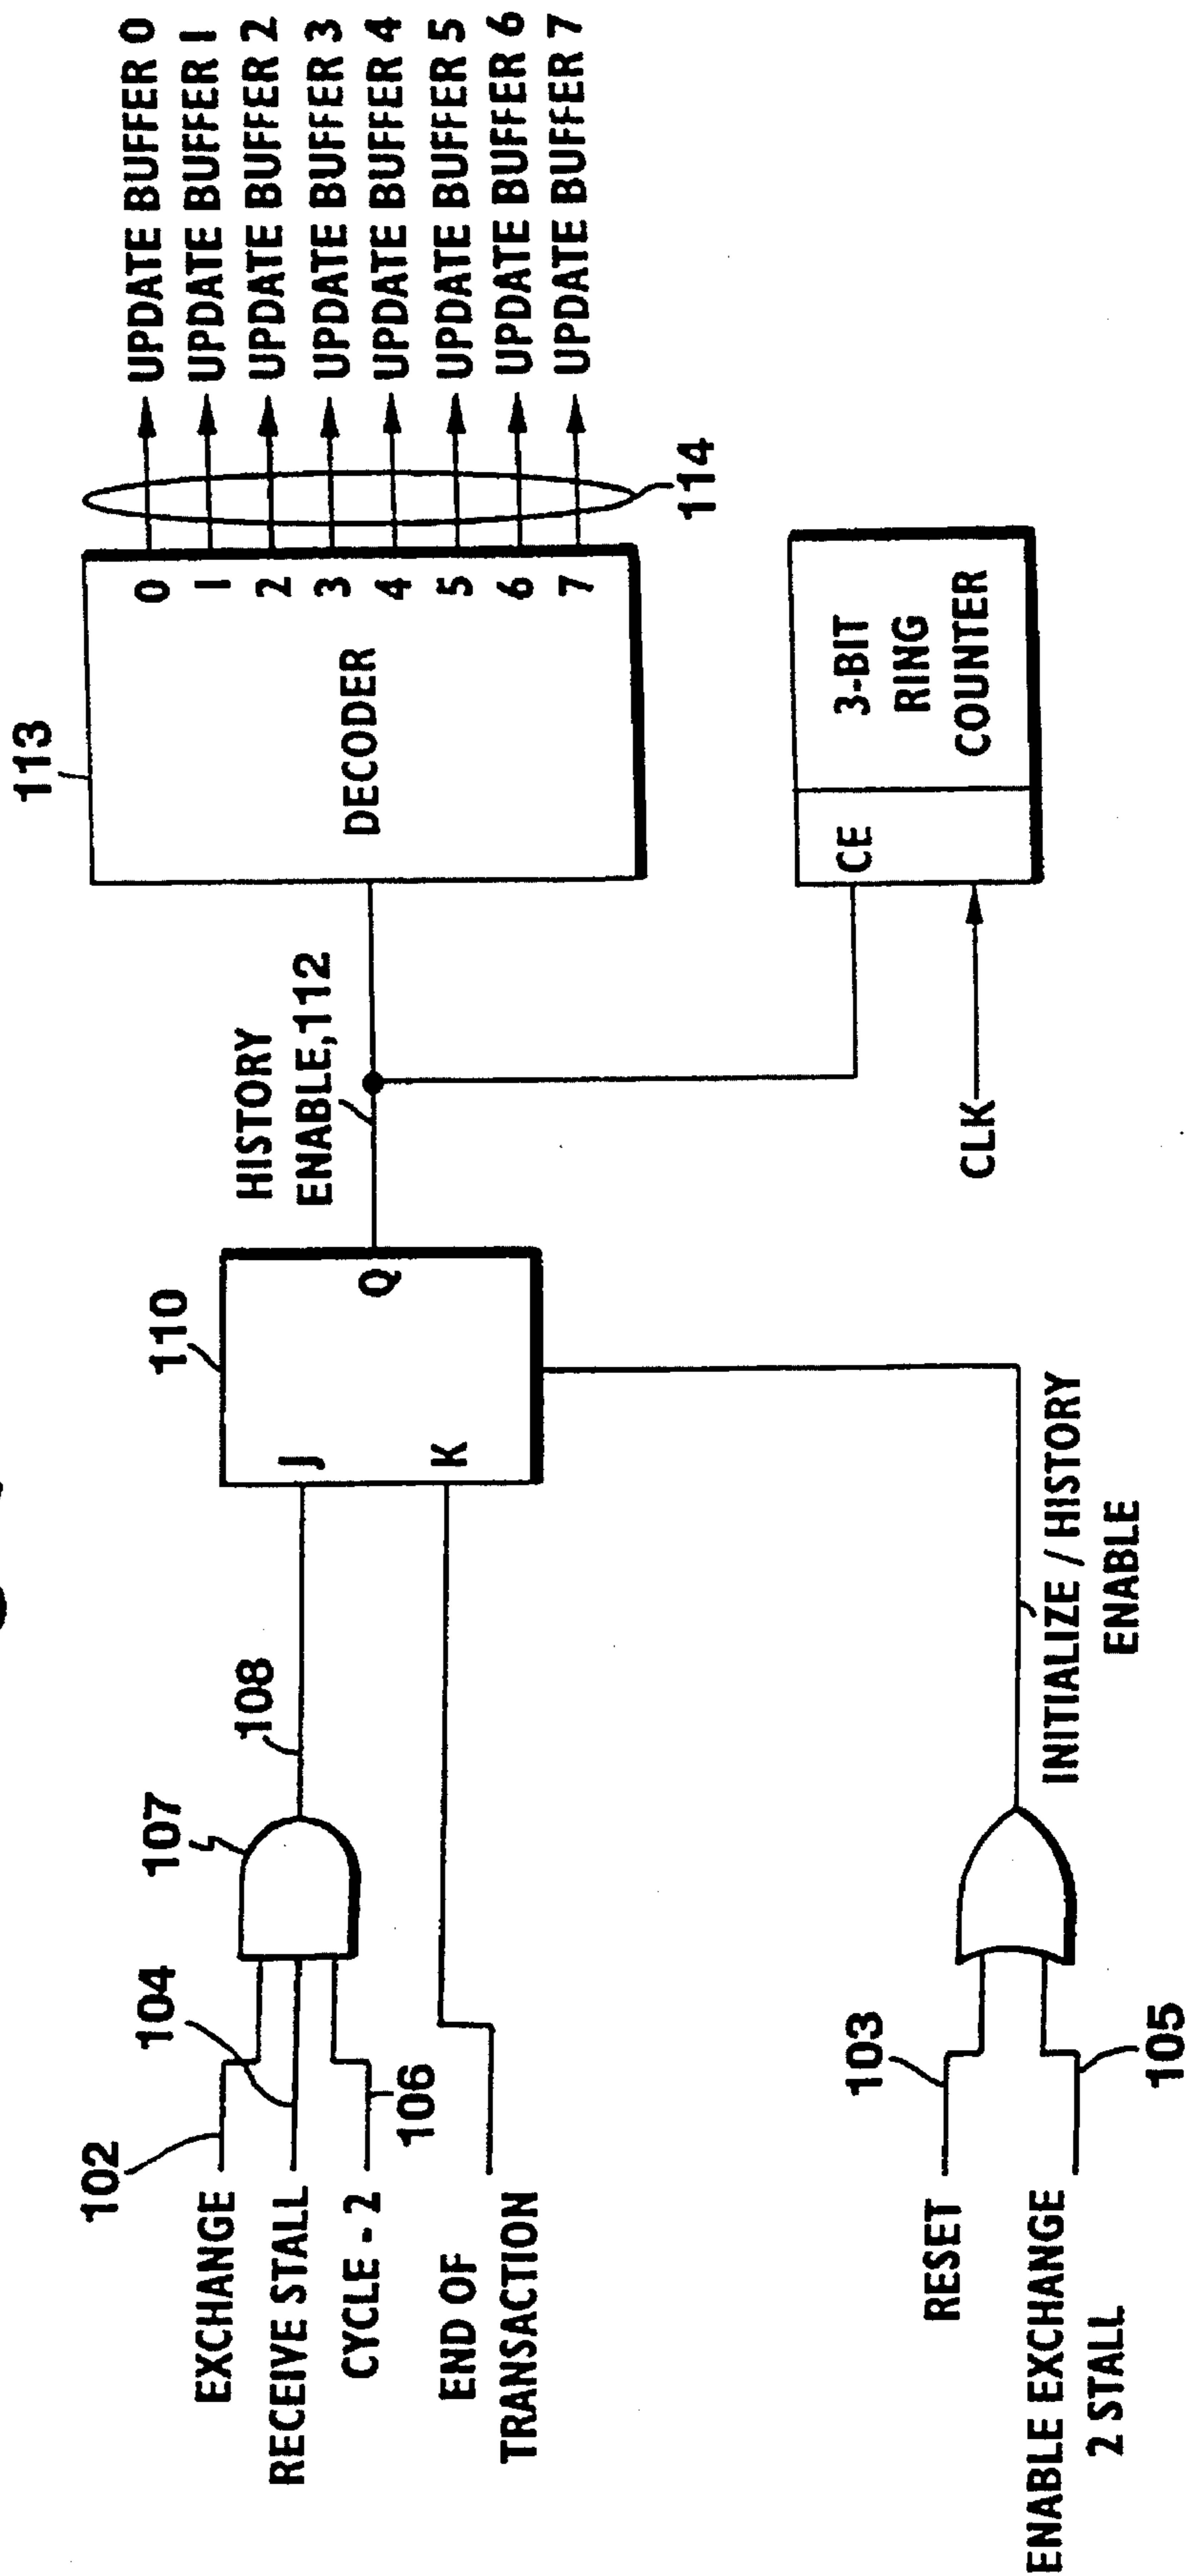 EXCHANGE
102
RECEIVE STALL
104
CYCLE - 2
106
107
108
END OF
TRANSACTION
J
K
Q
110
HISTORY
ENABLE,112
113
DECODER
0
1
2
3
4
5
6
7
UPDATE BUFFER 0
UPDATE BUFFER 1
UPDATE BUFFER 2
UPDATE BUFFER 3
UPDATE BUFFER 4
UPDATE BUFFER 5
UPDATE BUFFER 6
UPDATE BUFFER 7
114
RESET
103
ENABLE EXCHANGE
2 STALL
105
INITIALIZE / HISTORY
ENABLE
CLK
CE
3-BIT
RING
COUNTER